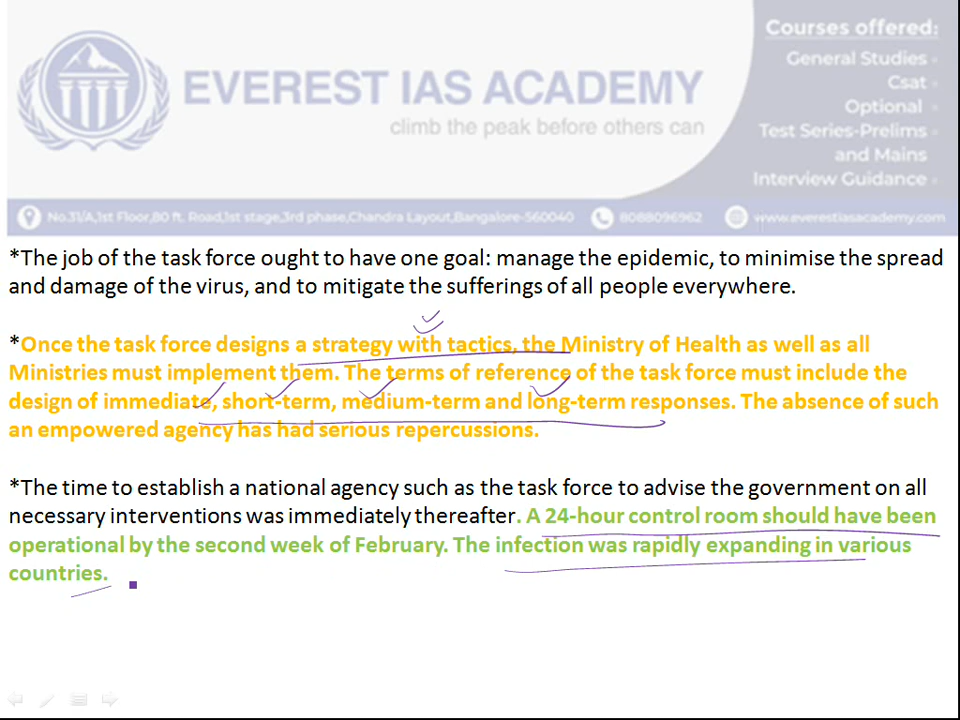 Courses offered:
General Studies
Csat
Optional
Test Series-Prelims
and Mains
Interview Guidance
EVEREST IAS ACADEMY
climb the peak before others can
No.31/A,1st Floor,80 ft. Road,1st stage,3rd phase,Chandra Layout,Bangalore-560040 8088096962 www.everestiasacademy.com
*The job of the task force ought to have one goal: manage the epidemic, to minimise the spread
and damage of the virus, and to mitigate the sufferings of all people everywhere.
*Once the task force designs a strategy with tactics, the Ministry of Health as well as all
Ministries must implement them. The terms of reference of the task force must include the
design of immediate, short-term, medium-term and long-term responses. The absence of such
an empowered agency has had serious repercussions.
*The time to establish a national agency such as the task force to advise the government on all
necessary interventions was immediately thereafter. A 24-hour control room should have been
operational by the second week of February. The infection was rapidly expanding in various
countries.